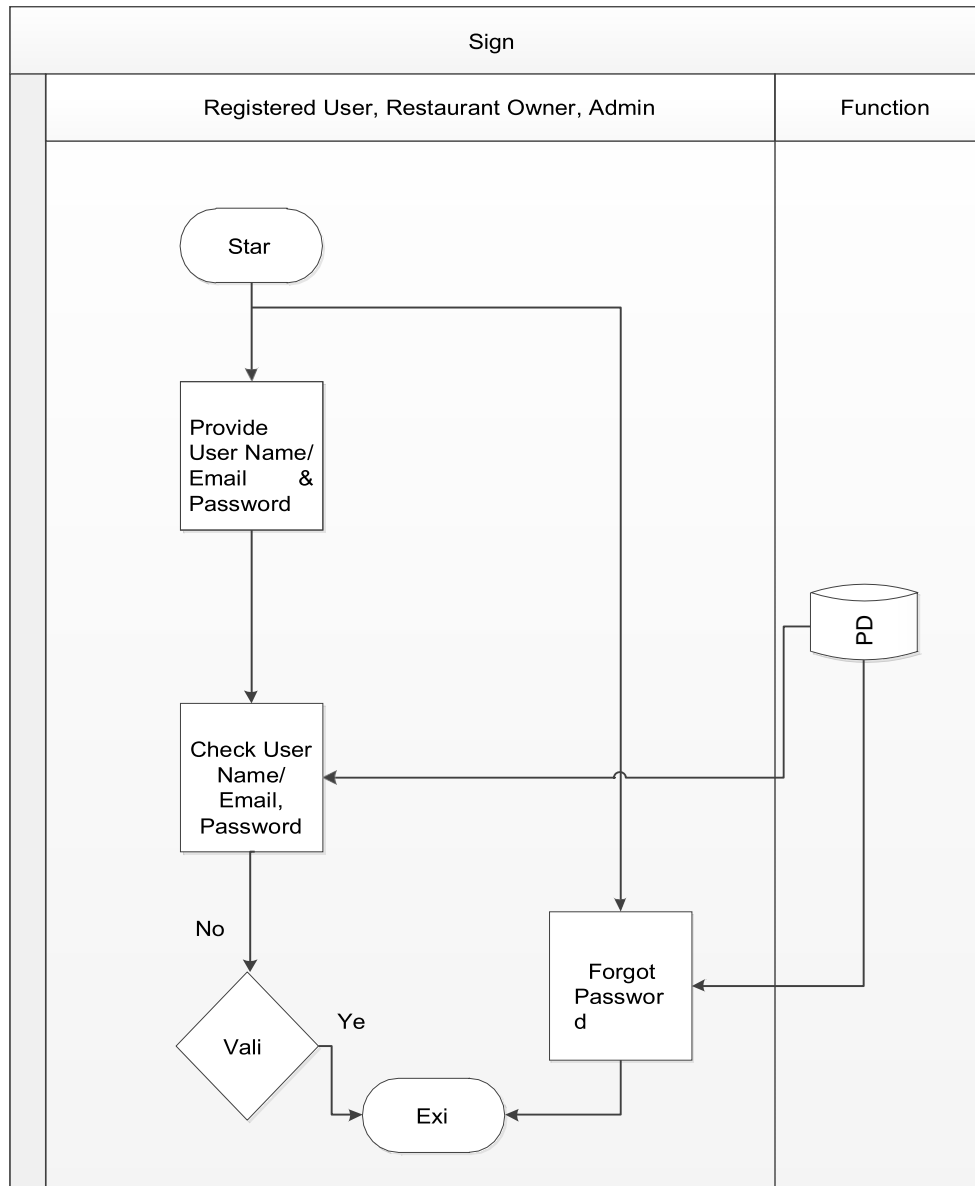 Sign
Registered User, Restaurant Owner, Admin
Function
Star
Provide
User Name/
Email &
Password
PD
Check User
Name/
Email,
Password
No
Forgot
Passwor
d
Ye
Vali
Exi